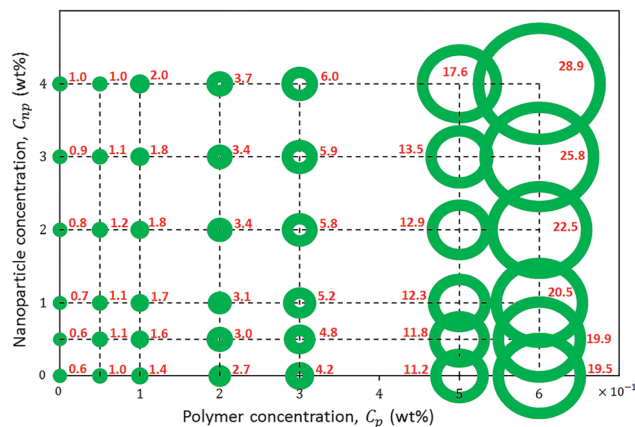 28.9
17.6
1.0 1.0 2.0 3.7 6.0
4
0.9 1.1 1.8 3.4 5.9 13.5 25.8
3
0.8 1.2 1.8 3.4 5.8 12.9 22.5
2
0.7 1.1 1.7 3.1 5.2 12.3 20.5
1
0.6 1.1 1.6 3.0 4.8 11.8 19.9
0.6 1.0 1.4 2.7 4.2 11.2 19.5
0
0 1 2 3 4 5 6 × 10⁻¹
Polymer concentration, Cₚ (wt%)
Nanoparticle concentration, Cₙₚ (wt%)